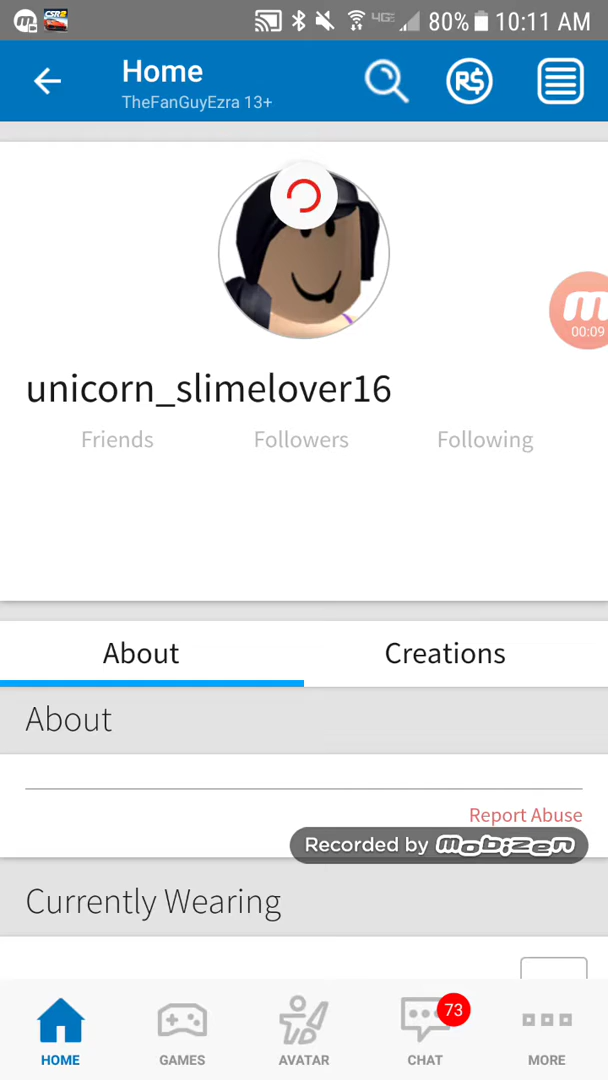 80% 10:11 AM
Home
TheFanGuyEzra 13+
R$
00:09
unicorn_slimelover16
Friends Followers Following
About Creations
About
Report Abuse
Recorded by mobizen
Currently Wearing
73
HOME GAMES AVATAR CHAT MORE